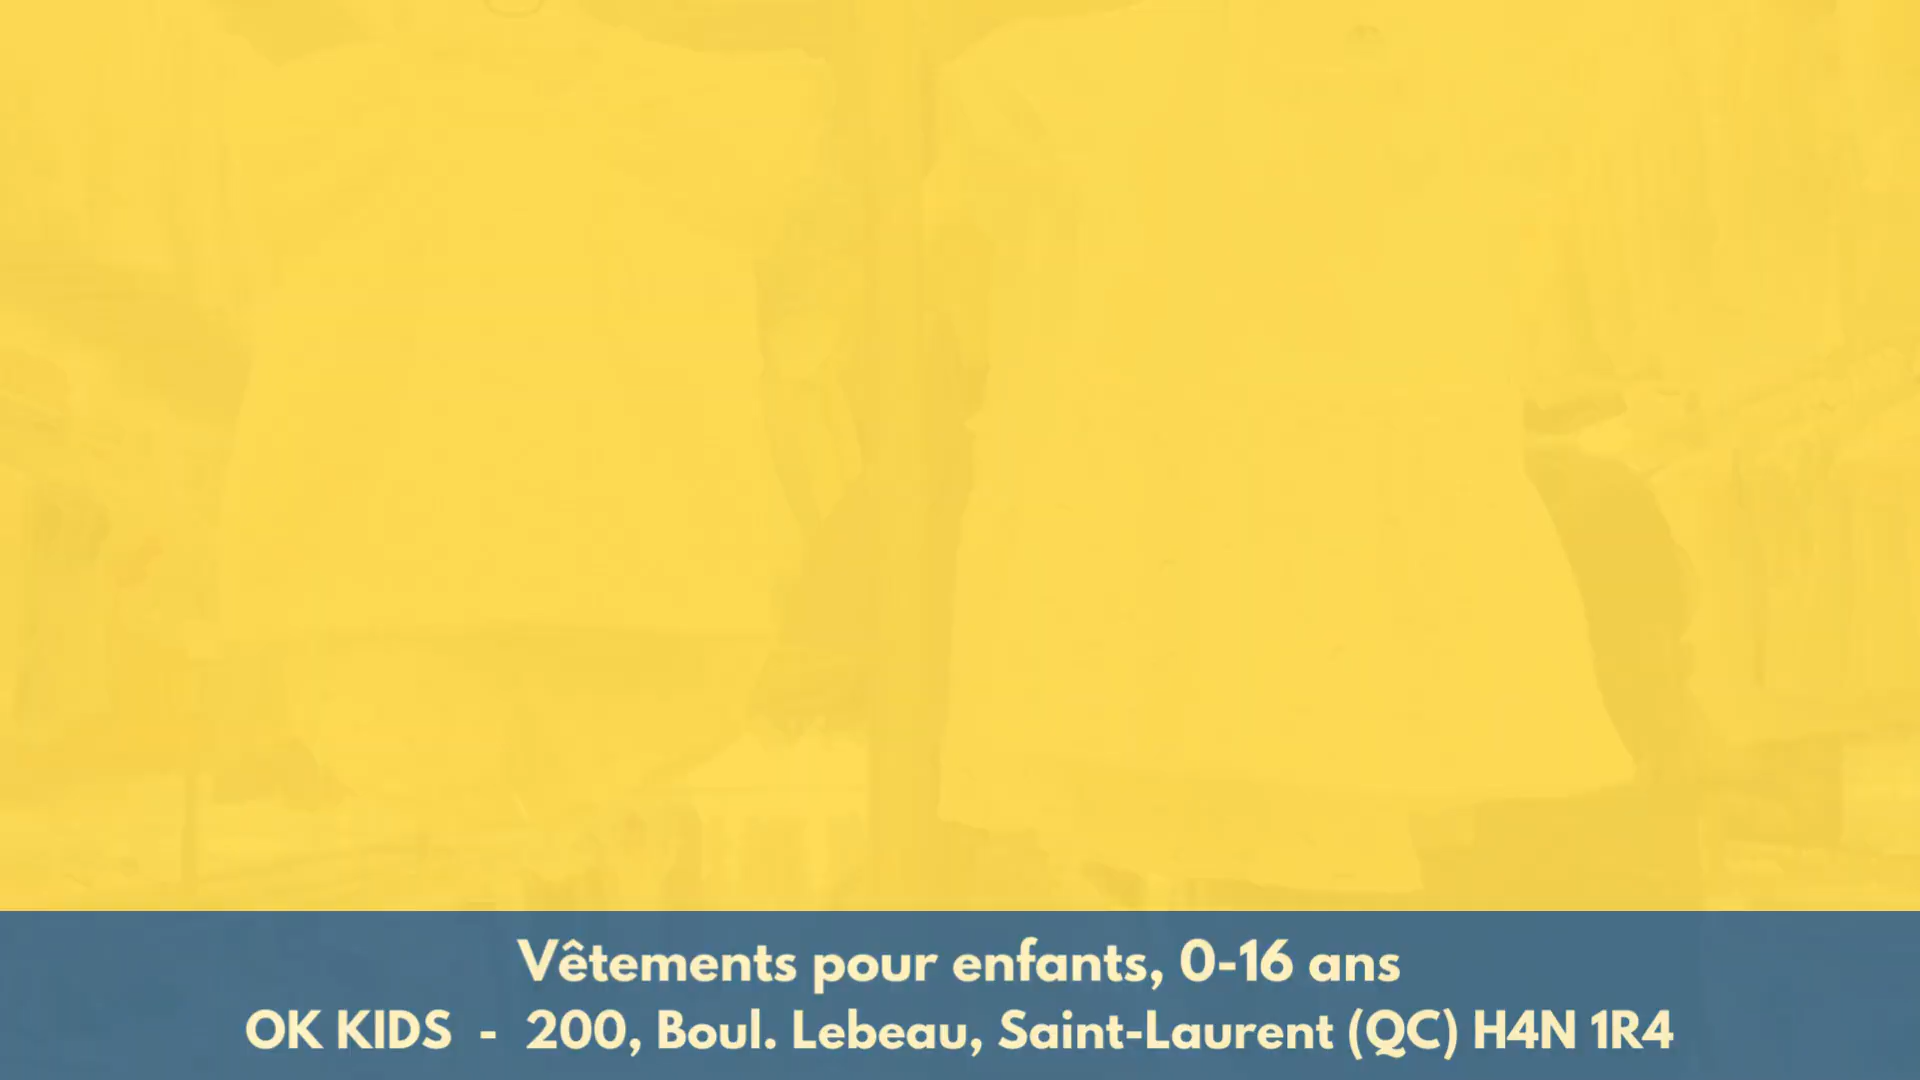 Vêtements pour enfants, 0-16 ans
OK KIDS - 200, Boul. Lebeau, Saint-Laurent (QC) H4N 1R4